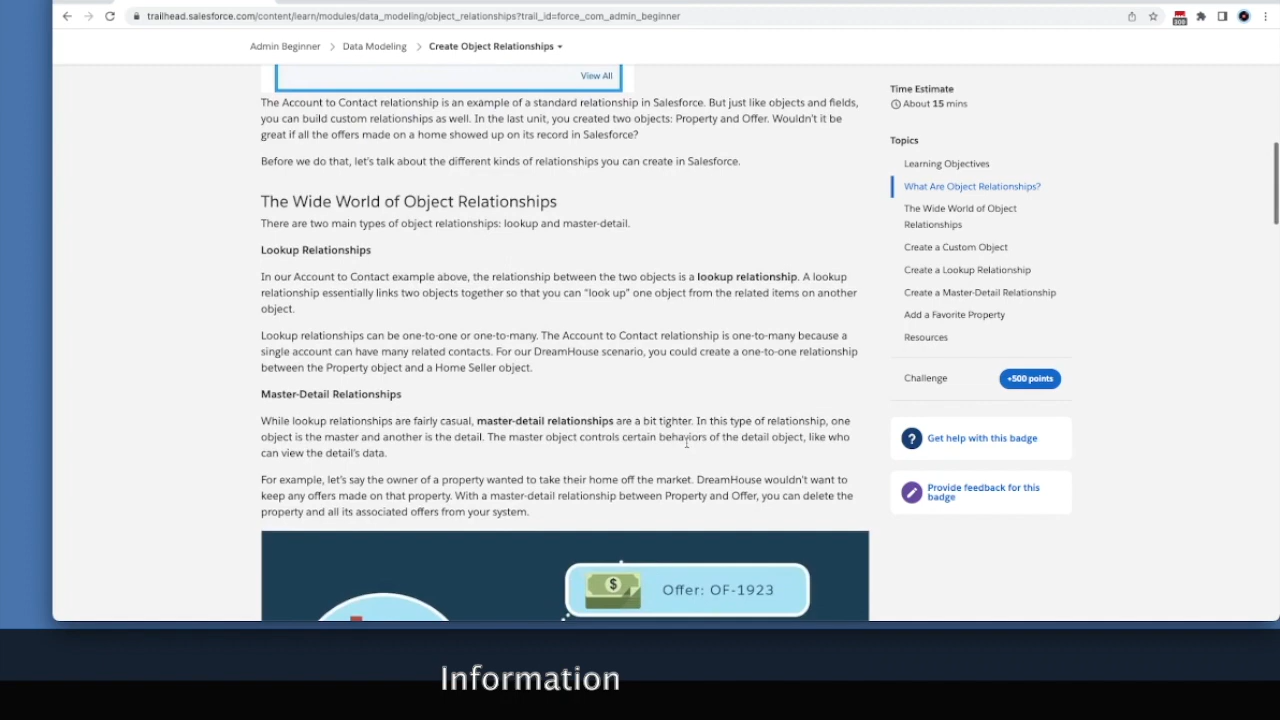 trailhead.salesforce.com/content/learn/modules/data_modeling/object_relationships?trail_id=force_com_admin_beginner
Admin Beginner > Data Modeling > Create Object Relationships
View All
The Account to Contact relationship is an example of a standard relationship in Salesforce. But just like objects and fields,
you can build custom relationships as well. In the last unit, you created two objects: Property and Offer. Wouldn't it be
great if all the offers made on a home showed up on its record in Salesforce?
Before we do that, let's talk about the different kinds of relationships you can create in Salesforce.
The Wide World of Object Relationships
There are two main types of object relationships: lookup and master-detail.
Lookup Relationships
In our Account to Contact example above, the relationship between the two objects is a lookup relationship. A lookup
relationship essentially links two objects together so that you can “look up” one object from the related items on another
object.
Lookup relationships can be one-to-one or one-to-many. The Account to Contact relationship is one-to-many because a
single account can have many related contacts. For our DreamHouse scenario, you could create a one-to-one relationship
between the Property object and a Home Seller object.
Master-Detail Relationships
While lookup relationships are fairly casual, master-detail relationships are a bit tighter. In this type of relationship, one
object is the master and another is the detail. The master object controls certain behaviors of the detail object, like who
can view the detail's data.
For example, let's say the owner of a property wanted to take their home off the market. DreamHouse wouldn't want to
keep any offers made on that property. With a master-detail relationship between Property and Offer, you can delete the
property and all its associated offers from your system.
Offer: OF-1923
Time Estimate
About 15 mins
Topics
Learning Objectives
What Are Object Relationships?
The Wide World of Object
Relationships
Create a Custom Object
Create a Lookup Relationship
Create a Master-Detail Relationship
Add a Favorite Property
Resources
Challenge
+500 points
Get help with this badge
Provide feedback for this
badge
Information